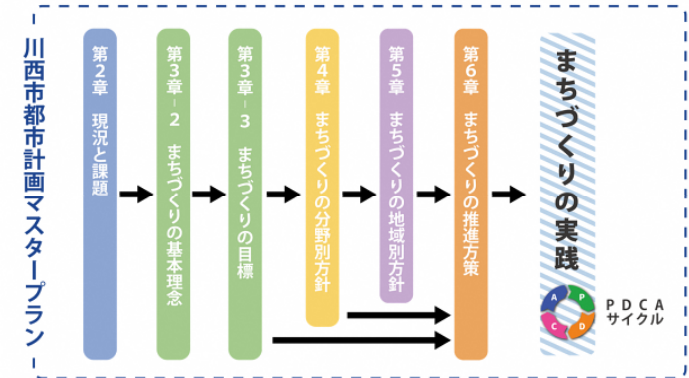 川西市都市計画マスタープラン
第2章 現況と課題
第3章-2 まちづくりの基本理念
第3章-3 まちづくりの目標
第4章 まちづくりの分野別方針
第5章 まちづくりの地域別方針
第6章 まちづくりの推進方策
まちづくりの実践
A P
C D
PDCA
サイクル